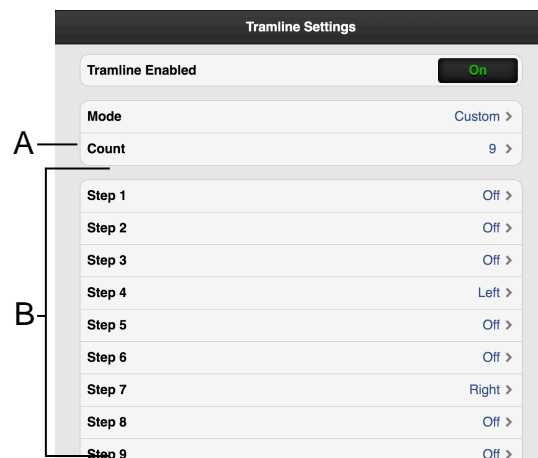 Tramline Settings
Tramline Enabled On
Mode Custom
A Count 9
Step 1 Off
Step 2 Off
Step 3 Off
Step 4 Left
B Step 5 Off
Step 6 Off
Step 7 Right
Step 8 Off
Step 9 Off